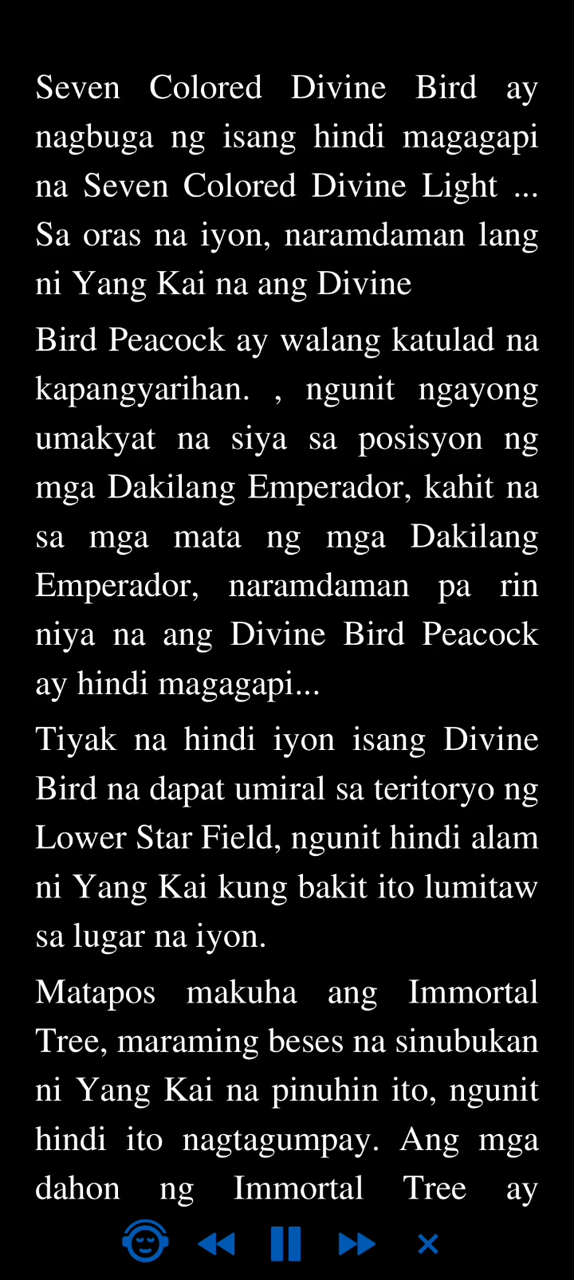 Seven Colored Divine Bird ay
nagbuga ng isang hindi magagapi
na Seven Colored Divine Light ...
Sa oras na iyon, naramdaman lang
ni Yang Kai na ang Divine
Bird Peacock ay walang katulad na
kapangyarihan. , ngunit ngayong
umakyat na siya sa posisyon ng
mga Dakilang Emperador, kahit na
sa mga mata ng mga Dakilang
Emperador, naramdaman pa rin
niya na ang Divine Bird Peacock
ay hindi magagapi...
Tiyak na hindi iyon isang Divine
Bird na dapat umiral sa teritoryo ng
Lower Star Field, ngunit hindi alam
ni Yang Kai kung bakit ito lumitaw
sa lugar na iyon.
Matapos makuha ang Immortal
Tree, maraming beses na sinubukan
ni Yang Kai na pinuhin ito, ngunit
hindi ito nagtagumpay. Ang mga
dahon ng Immortal Tree ay